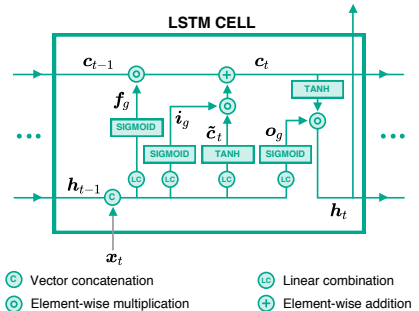 LSTM CELL
c_{t-1}
c_t
TANH
f_g
i_g
c̃_t
o_g
SIGMOID
SIGMOID
TANH
SIGMOID
h_{t-1}
C
LC
LC
LC
LC
h_t
x_t
C Vector concatenation
LC Linear combination
Element-wise multiplication
Element-wise addition